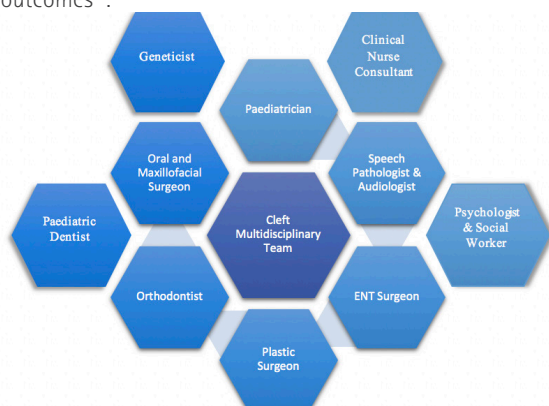 outcomes".
Geneticist
Clinical
Nurse
Consultant
Paediatrician
Oral and
Maxillofacial
Surgeon
Speech
Pathologist &
Audiologist
Paediatric
Dentist
Cleft
Multidisciplinary
Team
Psychologist
& Social
Worker
Orthodontist
ENT Surgeon
Plastic
Surgeon